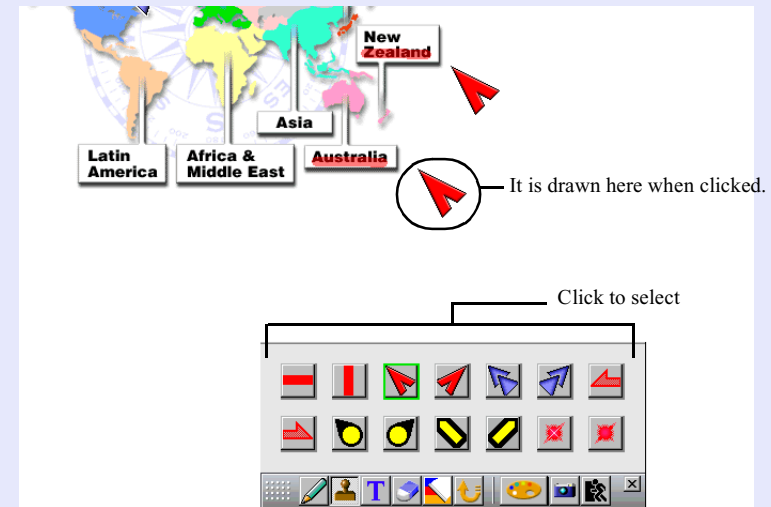 New
Zealand
Asia
Latin
America
Africa &
Middle East
Australia
It is drawn here when clicked.
Click to select
T